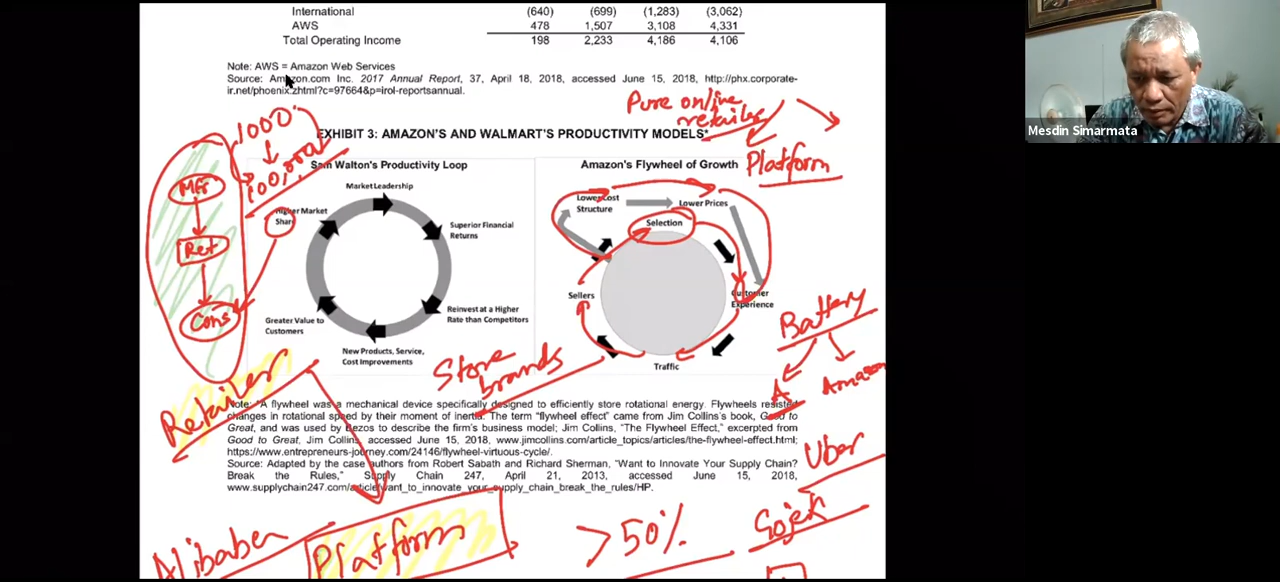 International (640) (699) (1,283) (3,062)
AWS 478 1,507 3,108 4,331
Total Operating Income 198 2,233 4,186 4,106
Note: AWS = Amazon Web Services
Source: Amazon.com Inc. 2017 Annual Report, 37, April 18, 2018, accessed June 15, 2018, http://phx.corporate-
ir.net/phoenix.zhtml?c=97664&p=irol-reportsannual.
Pure online
retailer
EXHIBIT 3: AMAZON'S AND WALMART'S PRODUCTIVITY MODELS*
Platform
1000
100,000
Mfr
Ret
Cons
Sam Walton's Productivity Loop
Market Leadership
Higher Market
Share
Superior Financial
Returns
Reinvest at a Higher
Rate than Competitors
New Products, Service,
Cost Improvements
Greater Value to
Customers
Amazon's Flywheel of Growth
Lower Cost
Structure
Lower Prices
Selection
Customer
Experience
Sellers
Traffic
Battery
A
Amazon
Store
brands
Retailer
Note: *A flywheel was a mechanical device specifically designed to efficiently store rotational energy. Flywheels resisted
changes in rotational speed by their moment of inertia. The term "flywheel effect" came from Jim Collins's book, Good to
Great, and was used by Bezos to describe the firm's business model; Jim Collins, "The Flywheel Effect," excerpted from
Good to Great, Jim Collins, accessed June 15, 2018, www.jimcollins.com/article_topics/articles/the-flywheel-effect.html;
https://www.entrepreneurs-journey.com/24146/flywheel-virtuous-cycle/.
Source: Adapted by the case authors from Robert Sabath and Richard Sherman, "Want to Innovate Your Supply Chain?
Break the Rules," Supply Chain 247, April 21, 2013, accessed June 15, 2018,
www.supplychain247.com/article/want_to_innovate_your_supply_chain_break_the_rules/HP.
Uber
Gojek
>50%
Alibaba
Platform
Mesdin Simarmata